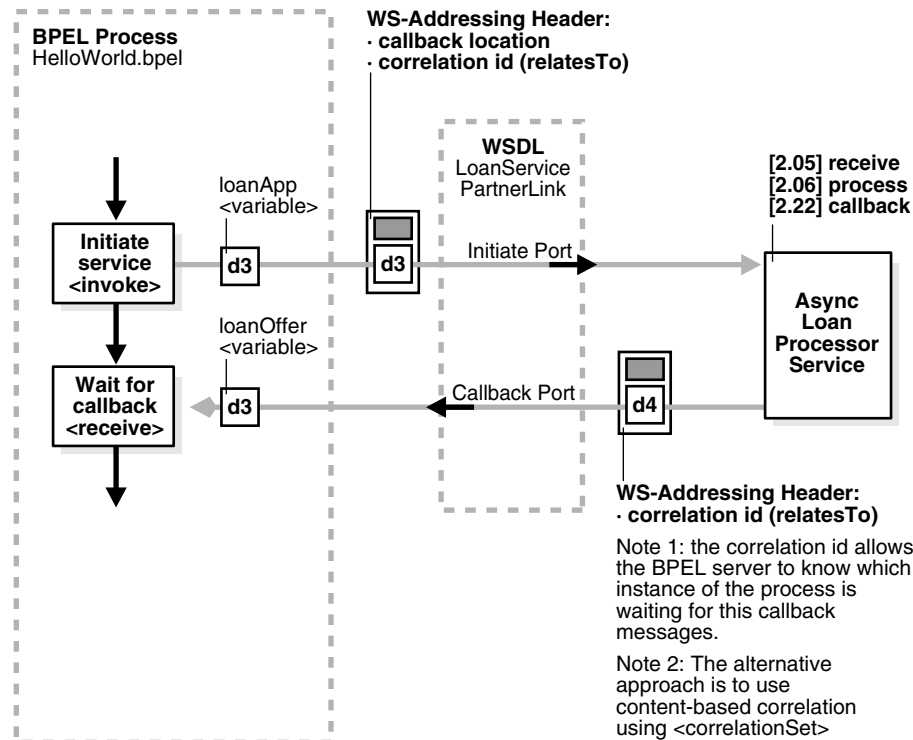 BPEL Process
HelloWorld.bpel
WS-Addressing Header:
· callback location
· correlation id (relatesTo)
WSDL
LoanService
PartnerLink
[2.05] receive
[2.06] process
[2.22] callback
loanApp
<variable>
Initiate
service
<invoke>
d3
d3
Initiate Port
Async
Loan
Processor
Service
loanOffer
<variable>
Wait for
callback
<receive>
d3
Callback Port
d4
WS-Addressing Header:
· correlation id (relatesTo)
Note 1: the correlation id allows
the BPEL server to know which
instance of the process is
waiting for this callback
messages.
Note 2: The alternative
approach is to use
content-based correlation
using <correlationSet>